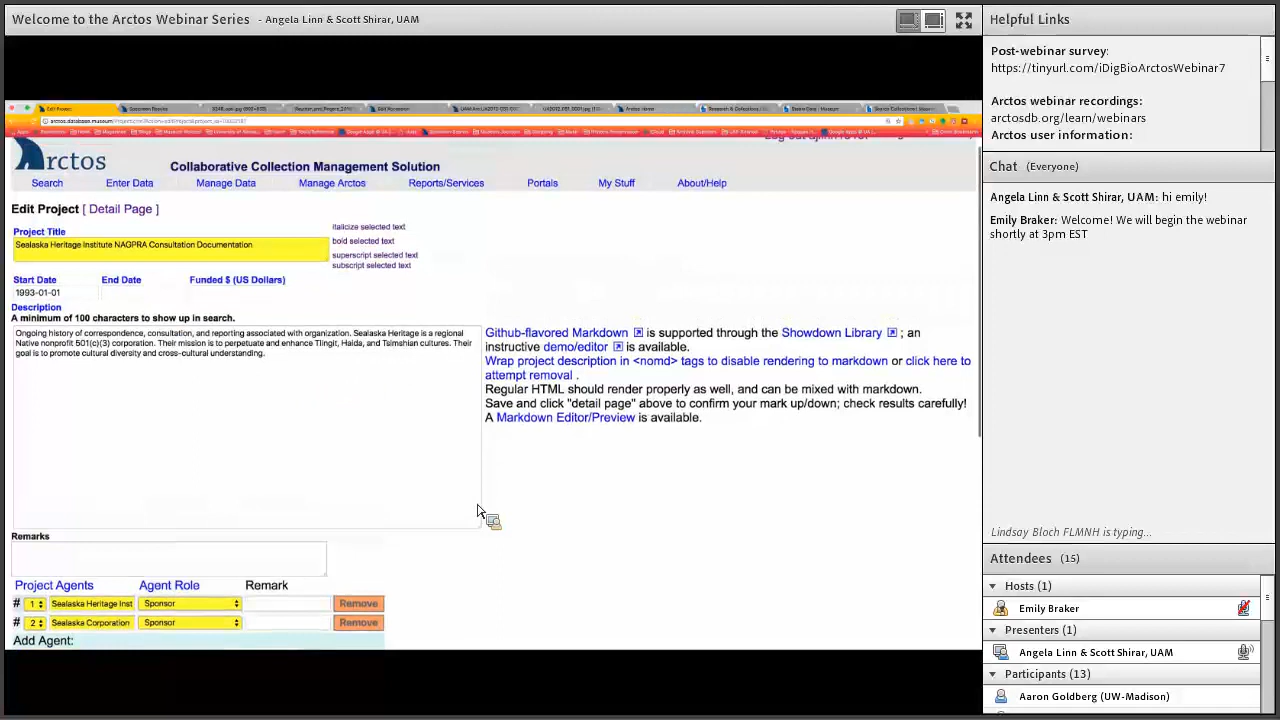 Welcome to the Arctos Webinar Series - Angela Linn & Scott Shirar, UAM
Edit Project
arctos
Collaborative Collection Management Solution
Search Enter Data Manage Data Manage Arctos Reports/Services Portals My Stuff About/Help
Edit Project [ Detail Page ]
Project Title
Sealaska Heritage Institute NAGPRA Consultation Documentation
italicize selected text
bold selected text
superscript selected text
subscript selected text
Start Date End Date Funded $ (US Dollars)
1993-01-01
Description
A minimum of 100 characters to show up in search.
Ongoing history of correspondence, consultation, and reporting associated with organization. Sealaska Heritage is a regional
Native nonprofit 501(c)(3) corporation. Their mission is to perpetuate and enhance Tlingit, Haida, and Tsimshian cultures. Their
goal is to promote cultural diversity and cross-cultural understanding.
Github-flavored Markdown is supported through the Showdown Library ; an
instructive demo/editor is available.
Wrap project description in <nomd> tags to disable rendering to markdown or click here to
attempt removal .
Regular HTML should render properly as well, and can be mixed with markdown.
Save and click "detail page" above to confirm your mark up/down; check results carefully!
A Markdown Editor/Preview is available.
Remarks
Project Agents Agent Role Remark
# 1 Sealaska Heritage Inst Sponsor Remove
# 2 Sealaska Corporation Sponsor Remove
Add Agent:
Helpful Links
Post-webinar survey:
https://tinyurl.com/iDigBioArctosWebinar7
Arctos webinar recordings:
arctosdb.org/learn/webinars
Arctos user information:
Chat (Everyone)
Angela Linn & Scott Shirar, UAM: hi emily!
Emily Braker: Welcome! We will begin the webinar
shortly at 3pm EST
Lindsay Bloch FLMNH is typing...
Attendees (15)
Hosts (1)
Emily Braker
Presenters (1)
Angela Linn & Scott Shirar, UAM
Participants (13)
Aaron Goldberg (UW-Madison)